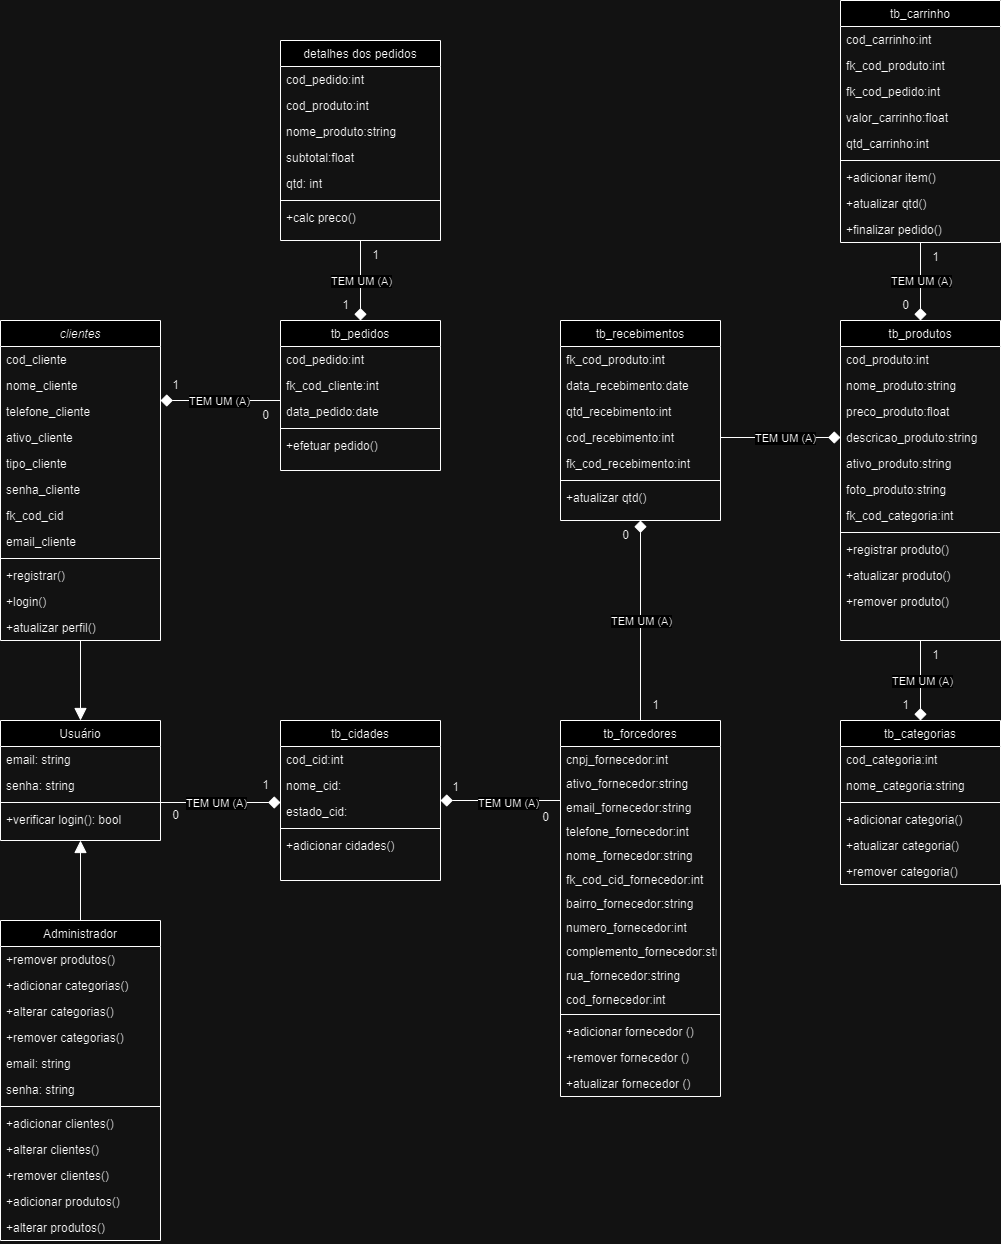 tb_carrinho
cod_carrinho:int
fk_cod_produto:int
fk_cod_pedido:int
valor_carrinho:float
qtd_carrinho:int
+adicionar item()
+atualizar qtd()
+finalizar pedido()
1
TEM UM (A)
0
detalhes dos pedidos
cod_pedido:int
cod_produto:int
nome_produto:string
subtotal:float
qtd: int
+calc preco()
1
TEM UM (A)
1
clientes
cod_cliente
nome_cliente
telefone_cliente
ativo_cliente
tipo_cliente
senha_cliente
fk_cod_cid
email_cliente
+registrar()
+login()
+atualizar perfil()
1
TEM UM (A)
0
tb_pedidos
cod_pedido:int
fk_cod_cliente:int
data_pedido:date
+efetuar pedido()
tb_recebimentos
fk_cod_produto:int
data_recebimento:date
qtd_recebimento:int
cod_recebimento:int
fk_cod_recebimento:int
+atualizar qtd()
TEM UM (A)
tb_produtos
cod_produto:int
nome_produto:string
preco_produto:float
descricao_produto:string
ativo_produto:string
foto_produto:string
fk_cod_categoria:int
+registrar produto()
+atualizar produto()
+remover produto()
0
TEM UM (A)
1
1
TEM UM (A)
1
Usuário
email: string
senha: string
+verificar login(): bool
1
TEM UM (A)
0
tb_cidades
cod_cid:int
nome_cid:
estado_cid:
+adicionar cidades()
1
TEM UM (A)
0
tb_forcedores
cnpj_fornecedor:int
ativo_fornecedor:string
email_fornecedor:string
telefone_fornecedor:int
nome_fornecedor:string
fk_cod_cid_fornecedor:int
bairro_fornecedor:string
numero_fornecedor:int
complemento_fornecedor:stri
rua_fornecedor:string
cod_fornecedor:int
+adicionar fornecedor ()
+remover fornecedor ()
+atualizar fornecedor ()
tb_categorias
cod_categoria:int
nome_categoria:string
+adicionar categoria()
+atualizar categoria()
+remover categoria()
Administrador
+remover produtos()
+adicionar categorias()
+alterar categorias()
+remover categorias()
email: string
senha: string
+adicionar clientes()
+alterar clientes()
+remover clientes()
+adicionar produtos()
+alterar produtos()